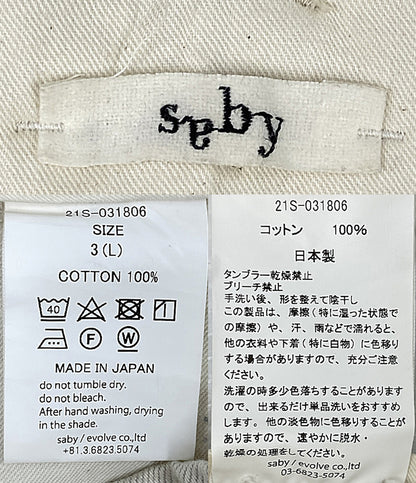 saby
21S-031806
SIZE
3 (L)
COTTON 100%
40
F
W
MADE IN JAPAN
do not tumble dry.
do not bleach.
After hand washing, drying
in the shade.
saby / evolve co.,ltd
+81.3.6823.5074
21S-031806
コットン 100%
日本製
タンブラー乾燥禁止
ブリーチ禁止
手洗い後、形を整えて陰干し
この製品は、摩擦(特に湿った状態で
の摩擦)や、汗、雨などで濡れると、
他の衣料や下着(特に白物)に色移り
する場合がありますので、充分ご注意
ください。
洗濯の時多少色落ちすることがあります
ので、出来るだけ単品洗いをおすすめ
します。他の淡色物に色移りすることが
ありますので、速やかに脱水・
乾燥の処理をしてください。
saby / evolve co.,ltd
03-6823-5074